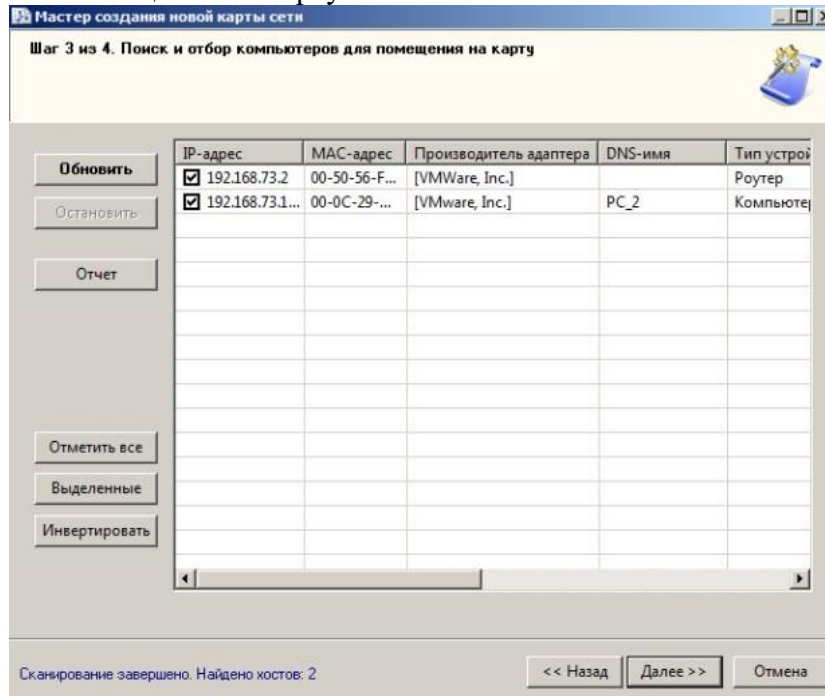 Мастер создания новой карты сети
Шаг 3 из 4. Поиск и отбор компьютеров для помещения на карту
Обновить
Остановить
Отчет
Отметить все
Выделенные
Инвертировать
IP-адрес MAC-адрес Производитель адаптера DNS-имя Тип устрой
192.168.73.2 00-50-56-F... [VMWare, Inc.] Роутер
192.168.73.1... 00-0C-29-... [VMware, Inc.] PC_2 Компьютер
Сканирование завершено. Найдено хостов: 2
<< Назад Далее >> Отмена